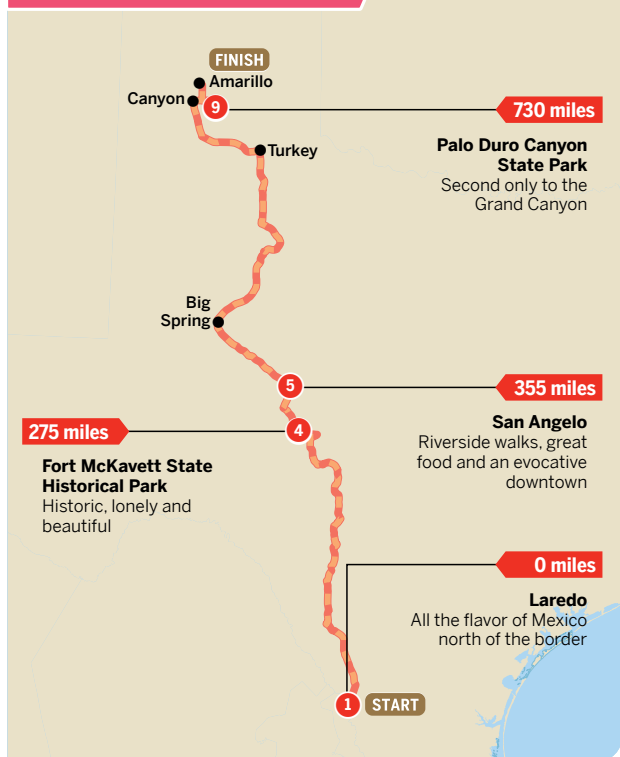 FINISH
Amarillo
Canyon
9
730 miles
Palo Duro Canyon
State Park
Second only to the
Grand Canyon
Turkey
Big
Spring
5
355 miles
San Angelo
Riverside walks, great
food and an evocative
downtown
275 miles
4
Fort McKavett State
Historical Park
Historic, lonely and
beautiful
0 miles
Laredo
All the flavor of Mexico
north of the border
1
START